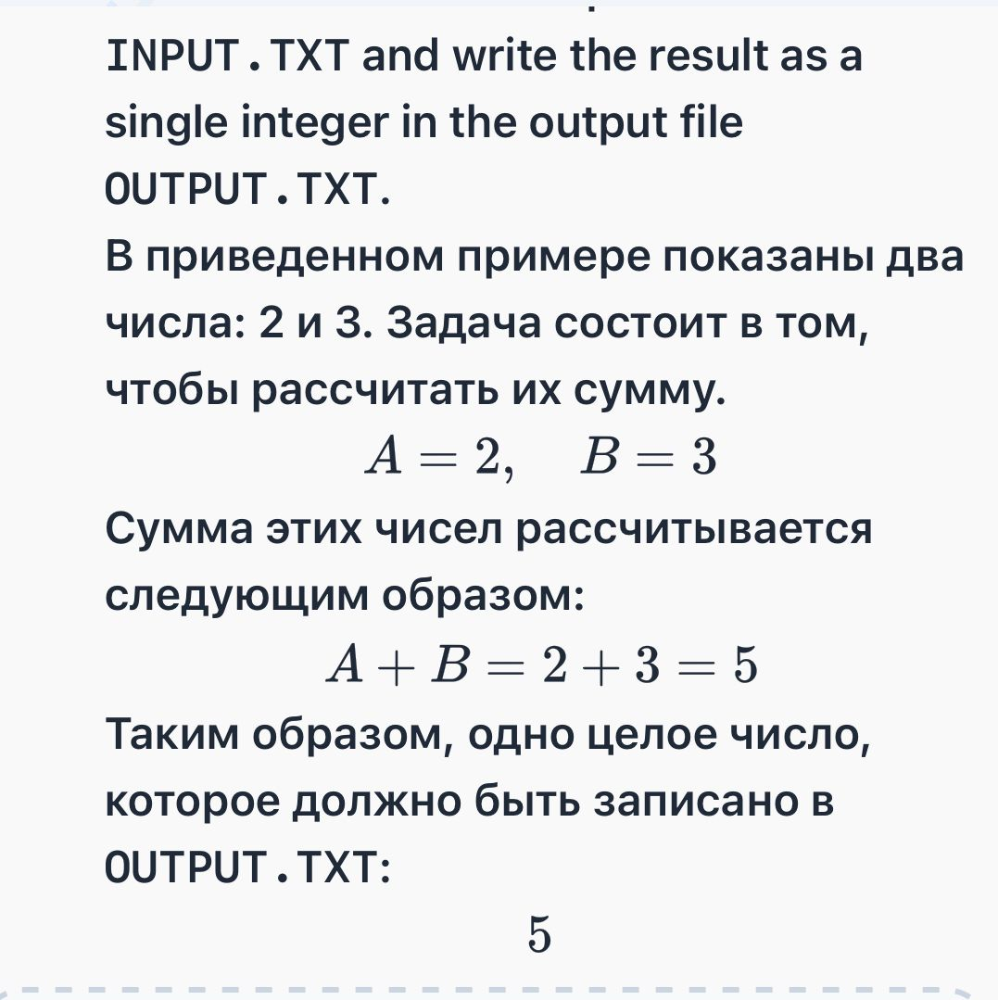 INPUT.TXT and write the result as a
single integer in the output file
OUTPUT.TXT.
В приведенном примере показаны два
числа: 2 и 3. Задача состоит в том,
чтобы рассчитать их сумму.
A = 2, B = 3
Сумма этих чисел рассчитывается
следующим образом:
A + B = 2 + 3 = 5
Таким образом, одно целое число,
которое должно быть записано в
OUTPUT.TXT:
5